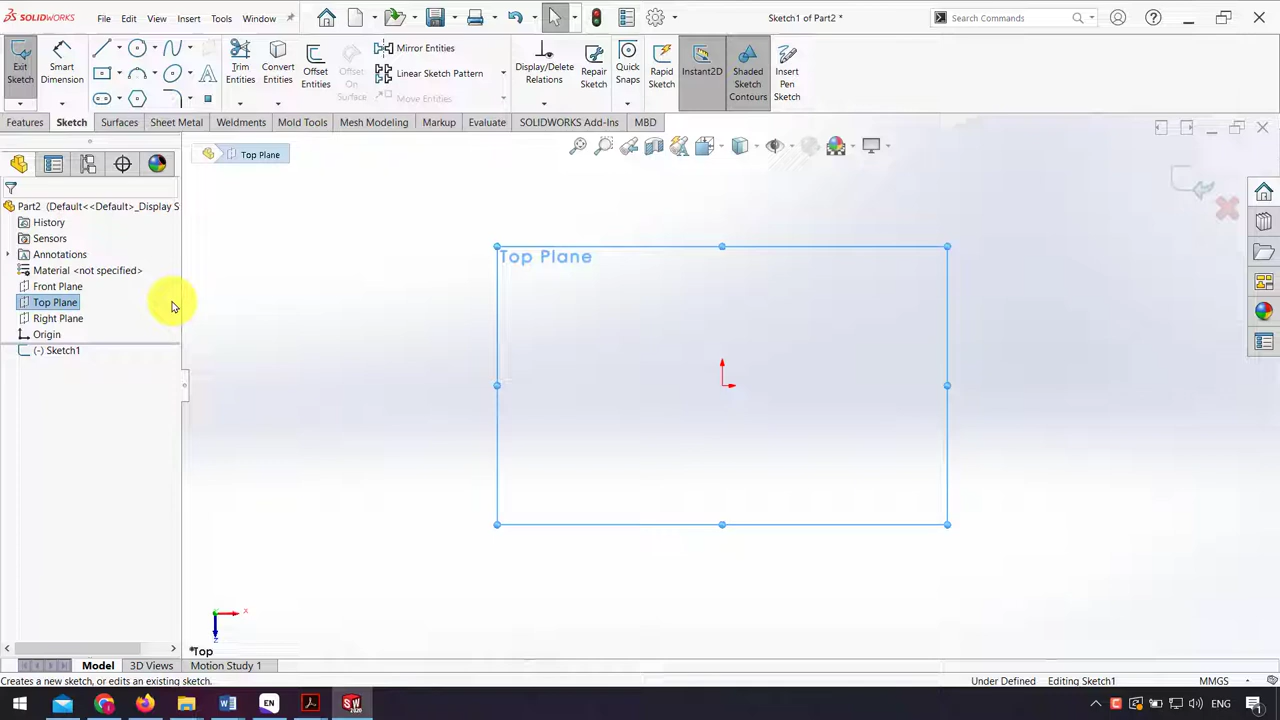 SOLIDWORKS File Edit View Insert Tools Window Sketch1 of Part2 * Search Commands
Exit Sketch
Smart Dimension
Trim Entities
Convert Entities
Offset Entities
Offset On Surface
Mirror Entities
Linear Sketch Pattern
Move Entities
Display/Delete Relations
Repair Sketch
Quick Snaps
Rapid Sketch
Instant2D
Shaded Sketch Contours
Insert Pen Sketch
Features Sketch Surfaces Sheet Metal Weldments Mold Tools Mesh Modeling Markup Evaluate SOLIDWORKS Add-Ins MBD
Top Plane
Part2 (Default<<Default>_Display S
History
Sensors
Annotations
Material <not specified>
Front Plane
Top Plane
Right Plane
Origin
(-) Sketch1
Top Plane
x
z
*Top
Model 3D Views Motion Study 1
Creates a new sketch, or edits an existing sketch. Under Defined Editing Sketch1 MMGS
EN SW 2020 ENG 1